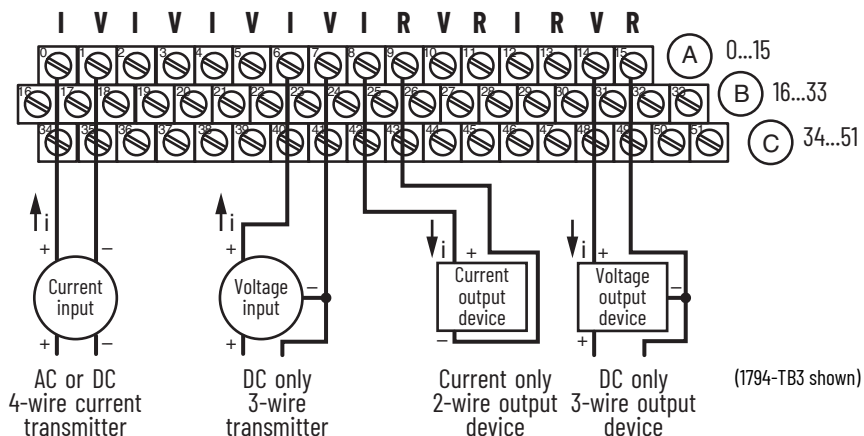 I V I V I V I V I R V R I R V R
0 1 2 3 4 5 6 7 8 9 10 11 12 13 14 15
A 0...15
16 17 18 19 20 21 22 23 24 25 26 27 28 29 30 31 32 33
B 16...33
34 35 36 37 38 39 40 41 42 43 44 45 46 47 48 49 50 51
C 34...51
i i i i
+ – + + +
Current
input
Voltage
input
–
Current
output
device
Voltage
output
device
–
+ – + – +
AC or DC
4-wire current
transmitter
DC only
3-wire
transmitter
Current only
2-wire output
device
DC only
3-wire output
device
(1794-TB3 shown)